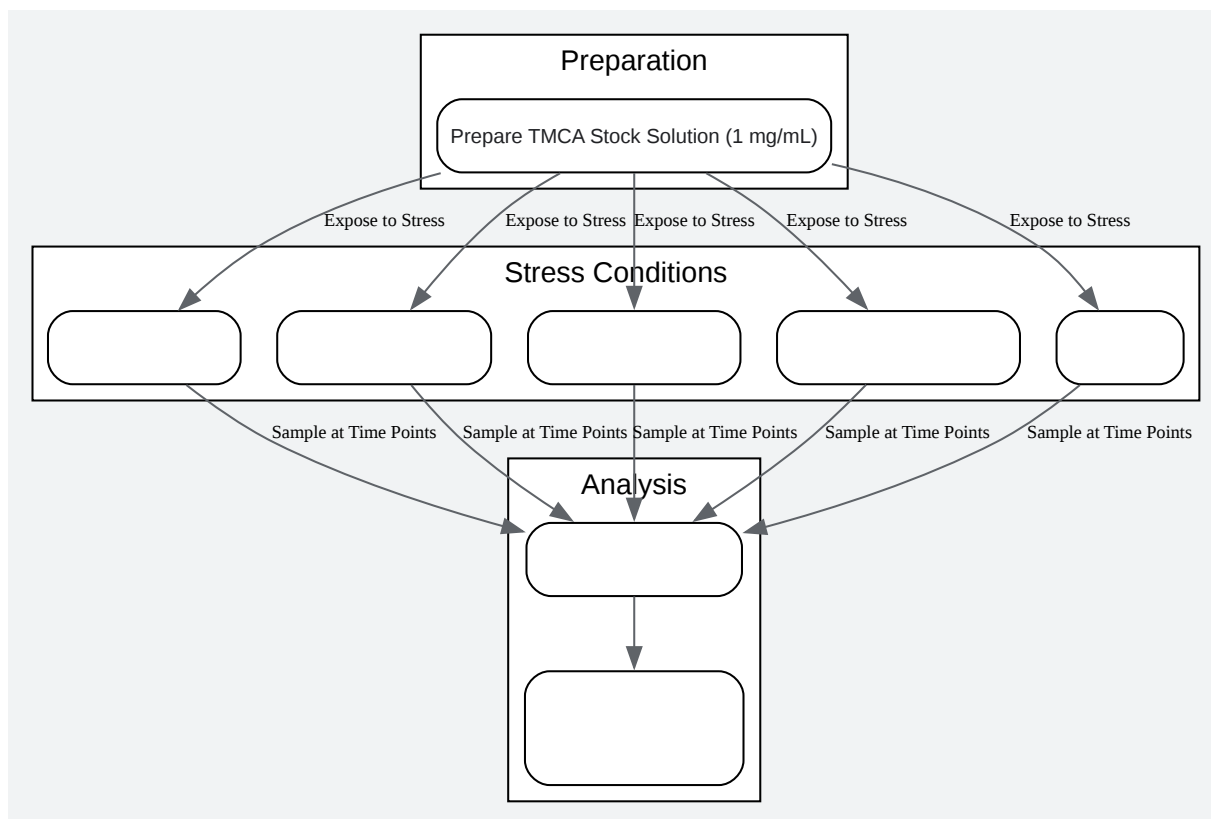 Preparation
Prepare TMCA Stock Solution (1 mg/mL)
Expose to Stress
Expose to Stress
Expose to Stress
Expose to Stress
Expose to Stress
Stress Conditions
Sample at Time Points
Sample at Time Points
Sample at Time Points
Sample at Time Points
Sample at Time Points
Analysis